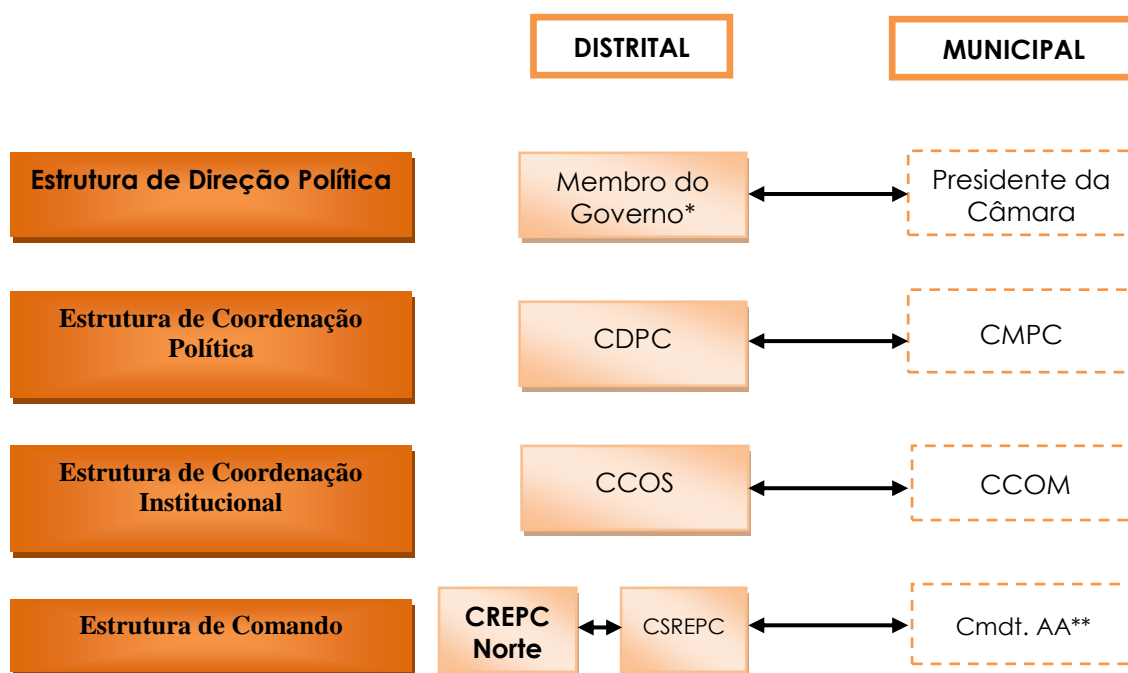 DISTRITAL
MUNICIPAL
Estrutura de Direção Política
Membro do
Governo*
Presidente da
Câmara
Estrutura de Coordenação
Política
CDPC
CMPC
Estrutura de Coordenação
Institucional
CCOS
CCOM
Estrutura de Comando
CREPC
Norte
CSREPC
Cmdt. AA**